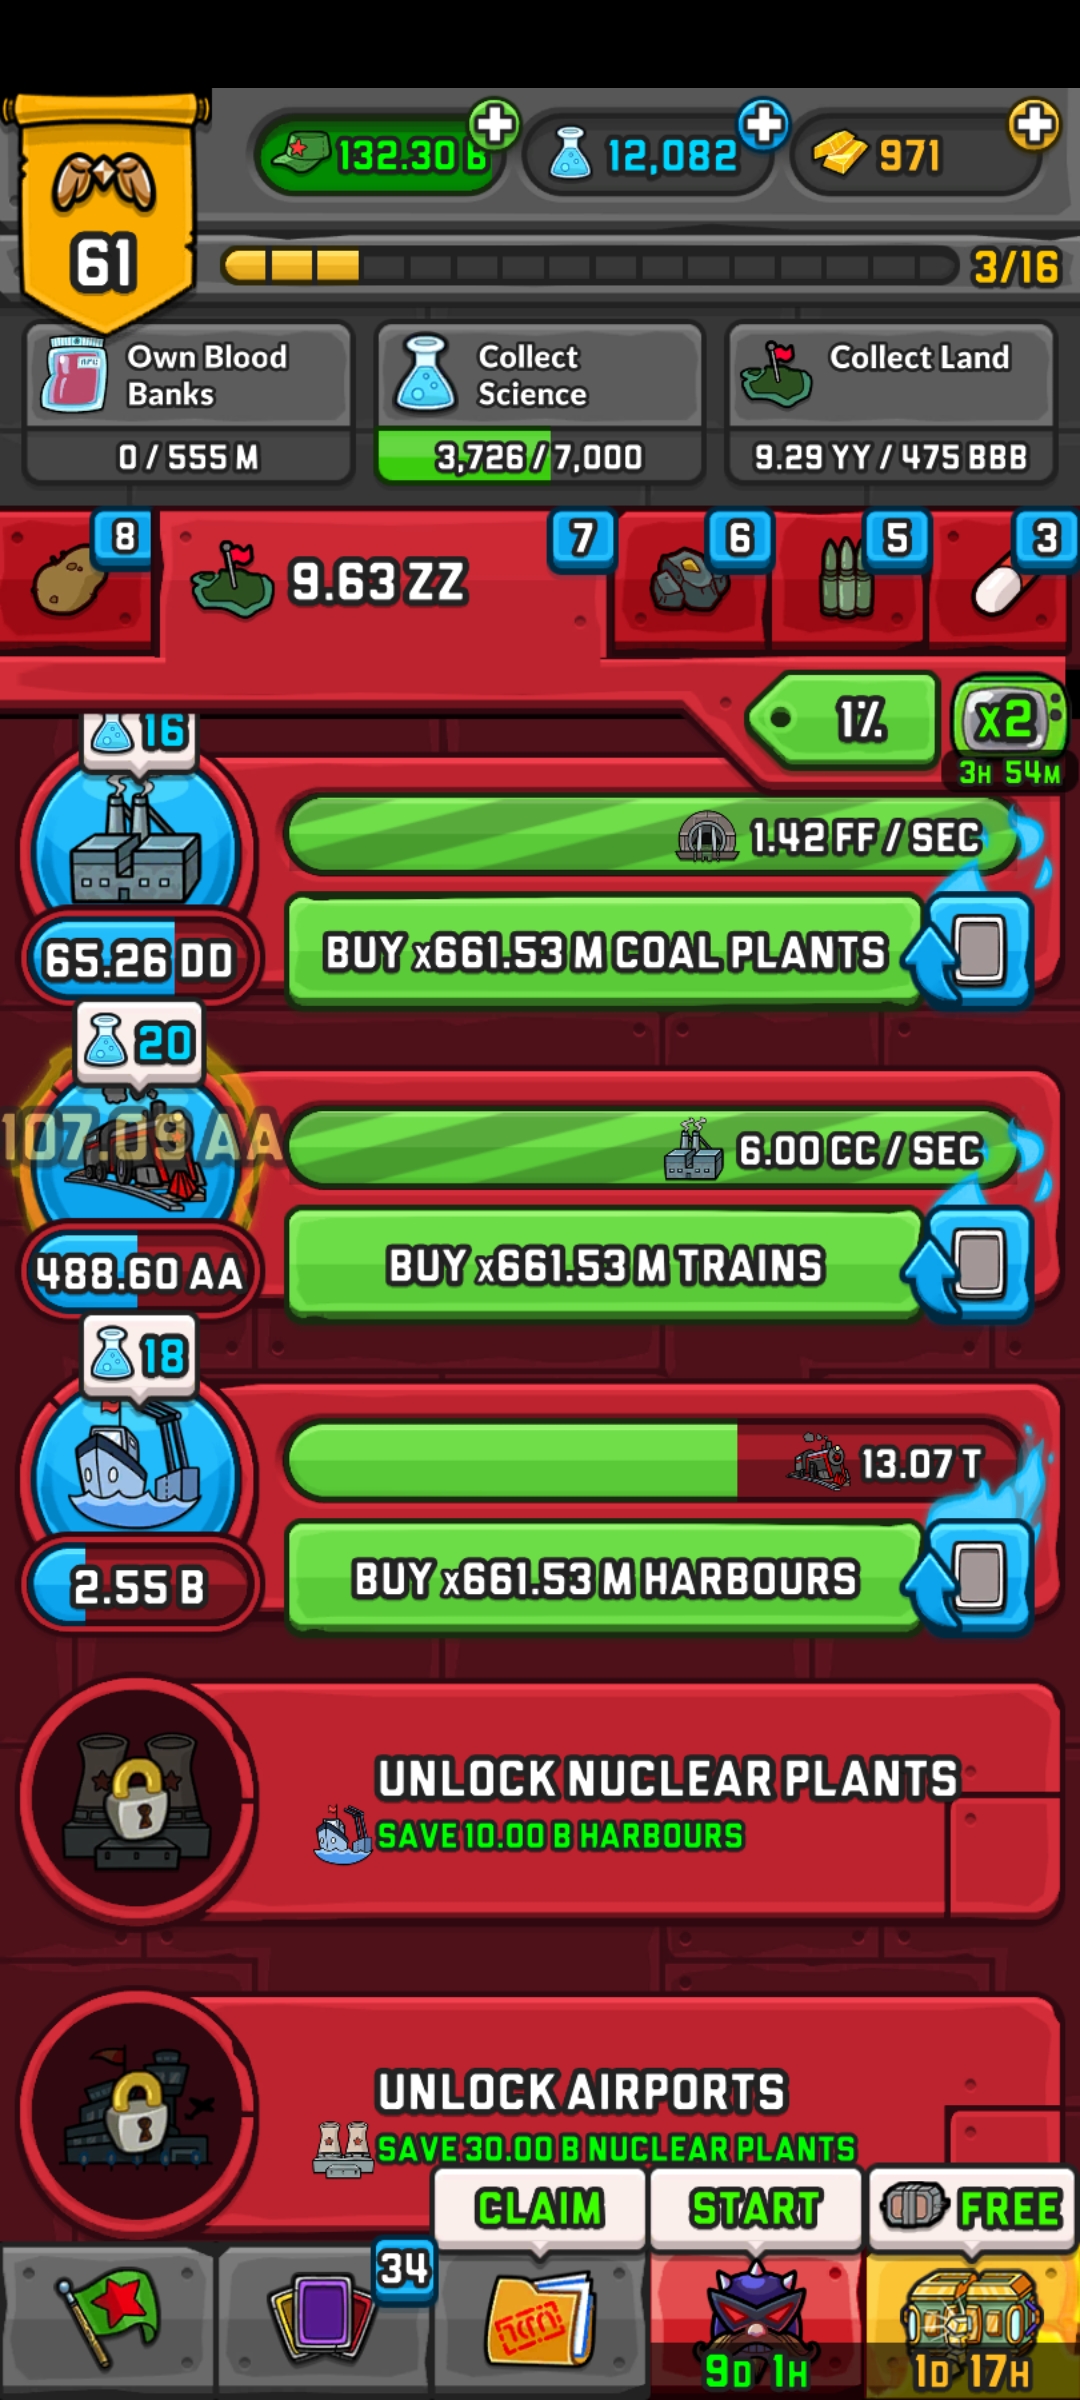 132.30 B
12,082
971
61
3/16
Own Blood
Banks
0 / 555 M
Collect
Science
3,726 / 7,000
Collect Land
9.29 YY / 475 BBB
8
9.63 ZZ
7
6
5
3
1%
x2
3H 54M
16
1.42 FF / SEC
65.26 DD
BUY x661.53 M COAL PLANTS
20
107.09 AA
6.00 CC / SEC
488.60 AA
BUY x661.53 M TRAINS
18
13.07 T
2.55 B
BUY x661.53 M HARBOURS
UNLOCK NUCLEAR PLANTS
SAVE 10.00 B HARBOURS
UNLOCK AIRPORTS
SAVE 30.00 B NUCLEAR PLANTS
CLAIM
START
FREE
34
9D 1H
1D 17H